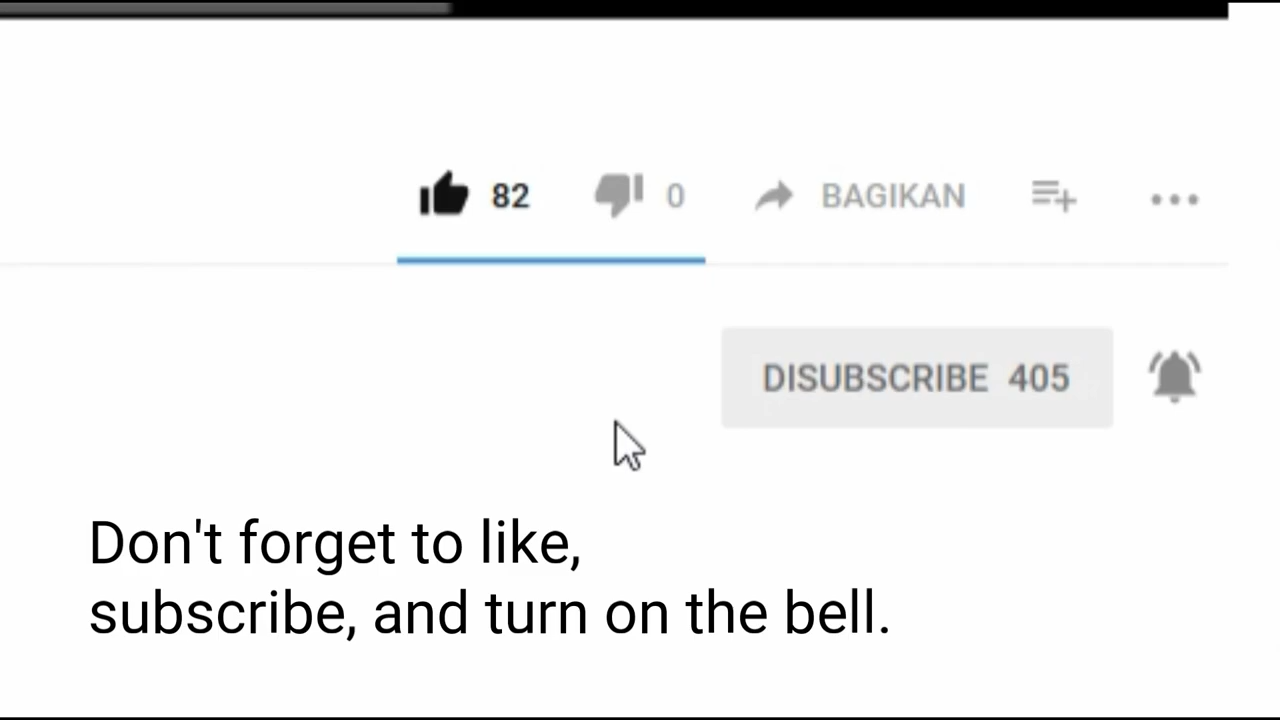 82 0 BAGIKAN
DISUBSCRIBE 405
Don't forget to like,
subscribe, and turn on the bell.